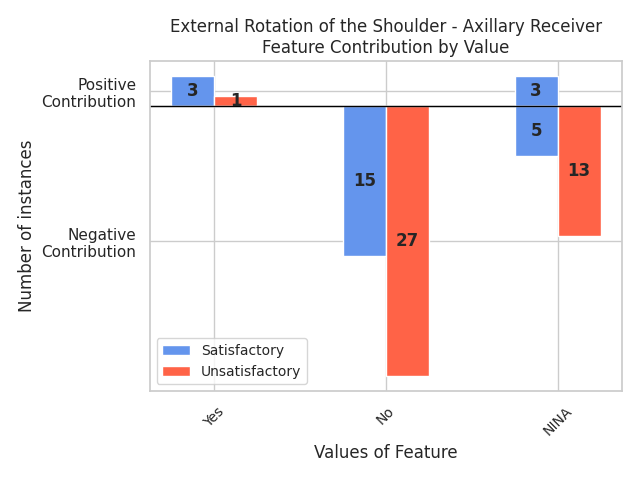 External Rotation of the Shoulder - Axillary Receiver
Feature Contribution by Value
Positive
Contribution
Negative
Contribution
Number of instances
3
1
15
27
3
5
13
Satisfactory
Unsatisfactory
Yes
No
NINA
Values of Feature